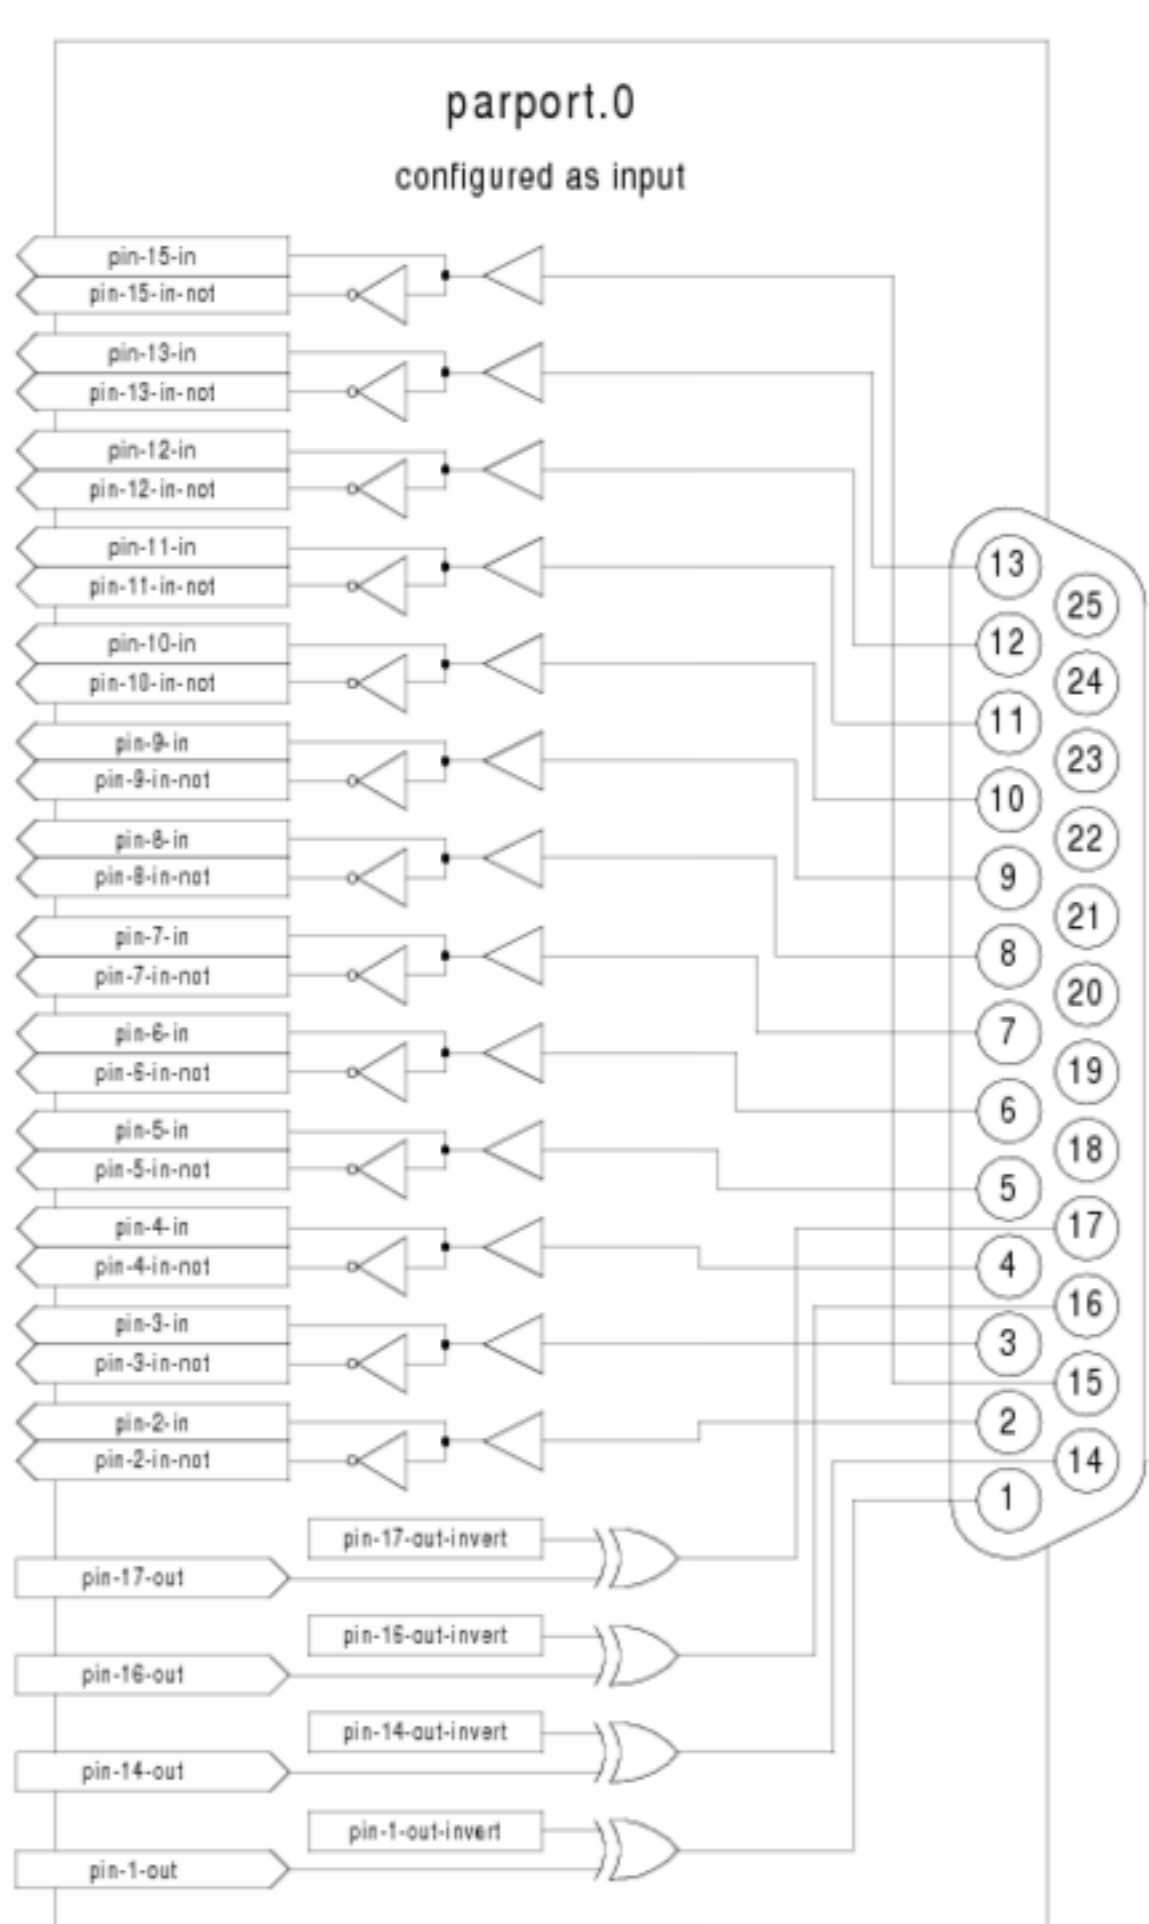 parport.0
configured as input
pin-15-in
pin-15-in-not
pin-13-in
pin-13-in-not
pin-12-in
pin-12-in-not
pin-11-in
pin-11-in-not
pin-10-in
pin-10-in-not
pin-9-in
pin-9-in-not
pin-8-in
pin-8-in-not
pin-7-in
pin-7-in-not
pin-6-in
pin-6-in-not
pin-5-in
pin-5-in-not
pin-4-in
pin-4-in-not
pin-3-in
pin-3-in-not
pin-2-in
pin-2-in-not
pin-17-out-invert
pin-17-out
pin-16-out-invert
pin-16-out
pin-14-out-invert
pin-14-out
pin-1-out-invert
pin-1-out
13
25
12
24
11
23
10
22
9
21
8
20
7
19
6
18
5
17
4
16
3
15
2
14
1